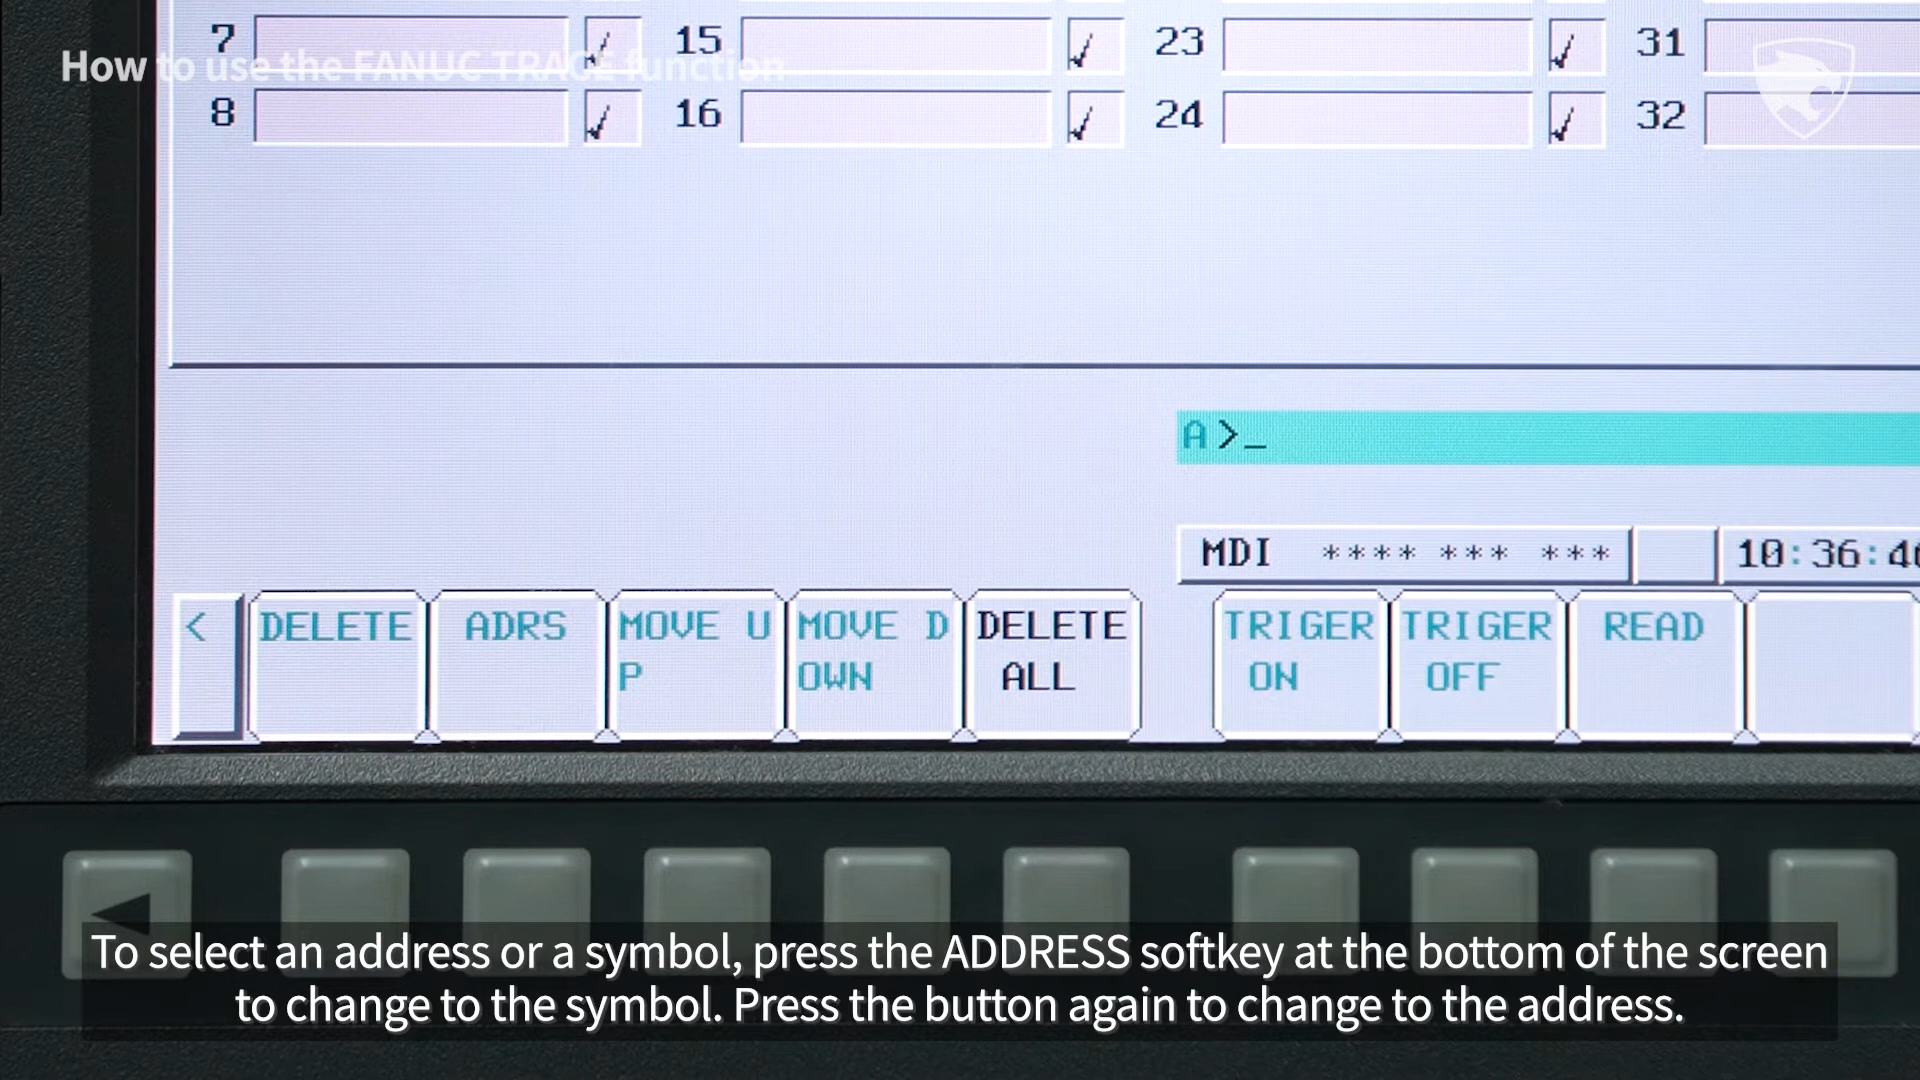 How to use the FANUC TRACE function
7 15 23 31
8 16 24 32
A>_
MDI **** *** *** 10:36:4
< DELETE ADRS MOVE U MOVE D DELETE TRIGER TRIGER READ
P OWN ALL ON OFF
To select an address or a symbol, press the ADDRESS softkey at the bottom of the screen
to change to the symbol. Press the button again to change to the address.